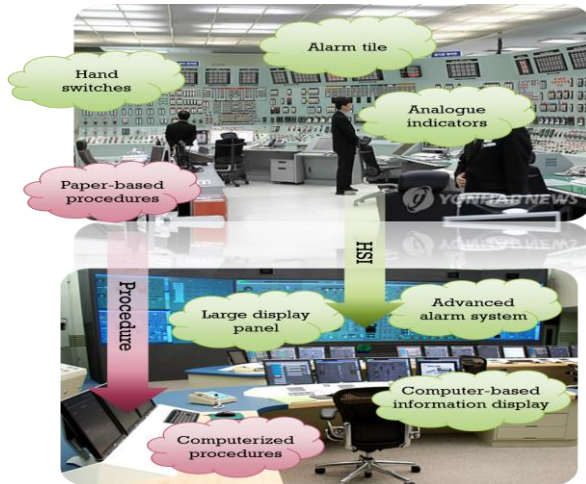 Alarm tile
Hand
switches
Analogue
indicators
Paper-based
procedures
YONHAP NEWS
HSI
Procedure
Large display
panel
Advanced
alarm system
Computer-based
information display
Computerized
procedures